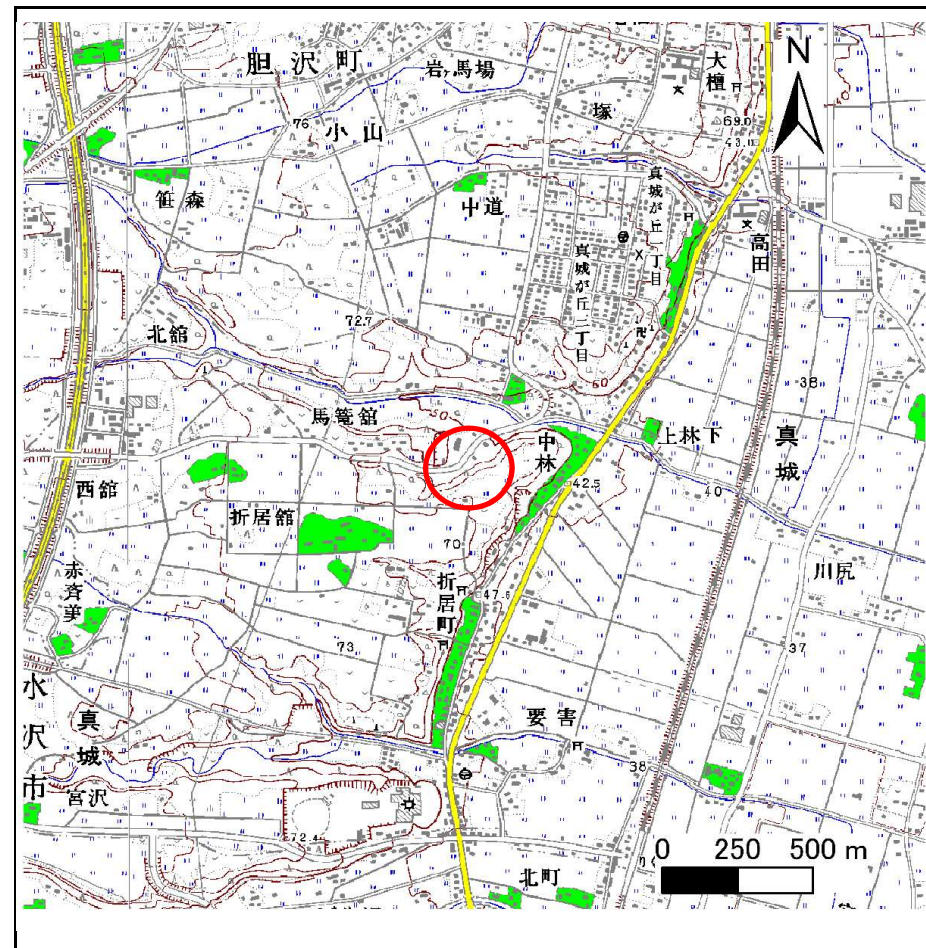 胆沢町
岩ヶ馬場
大檀
N
塚
小山
76
69.0
43.0
笹森
中道
真城が丘一丁目
真城が丘二丁目
高田
72.7
北舘
38
60
馬篭舘
中林
上林下
真城
西舘
42.5
40
折居舘
70
川尻
折居町
47.6
73
37
水沢市
真城
要害
宮沢
38
72.4
0 250 500 m
北町